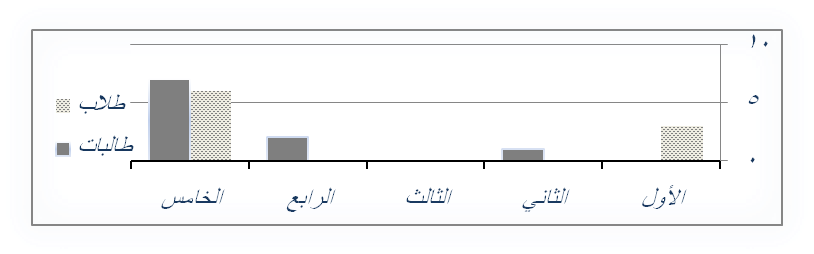 ١٠
٥
٠
الأول
الثاني
الثالث
الرابع
الخامس
طلاب
طالبات